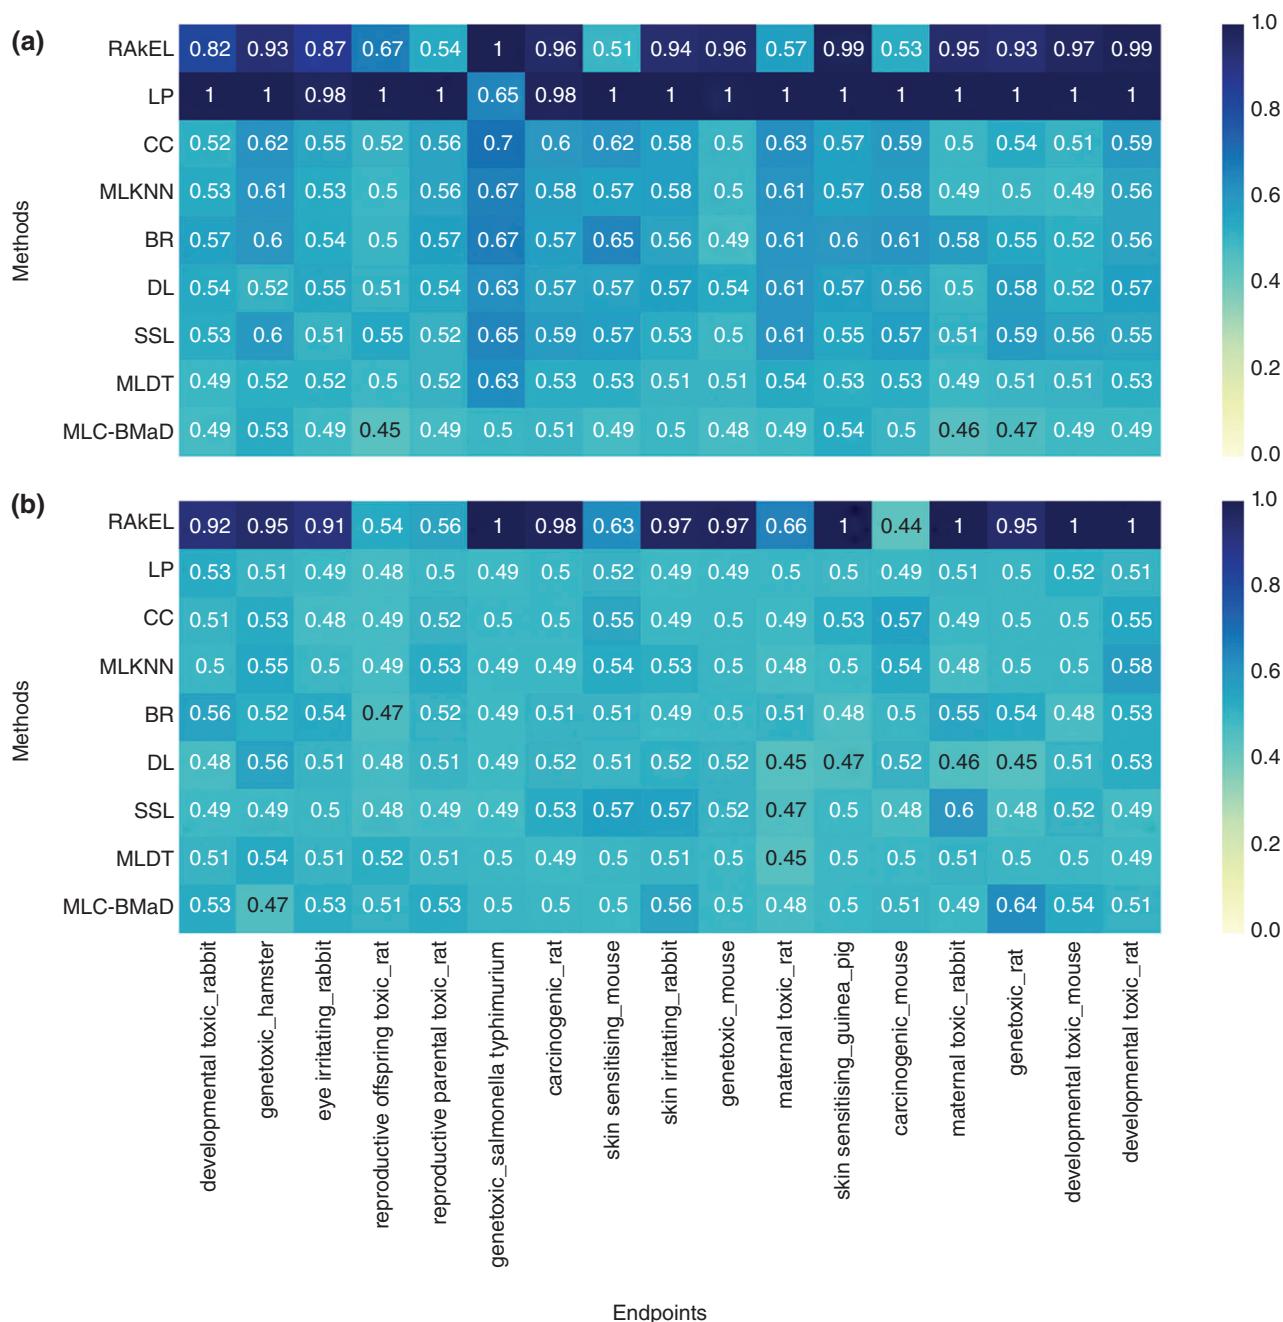 (a)
Methods
RAkEL 0.82 0.93 0.87 0.67 0.54 1 0.96 0.51 0.94 0.96 0.57 0.99 0.53 0.95 0.93 0.97 0.99
LP 1 1 0.98 1 1 0.65 0.98 1 1 1 1 1 1 1 1 1 1
CC 0.52 0.62 0.55 0.52 0.56 0.7 0.6 0.62 0.58 0.5 0.63 0.57 0.59 0.5 0.54 0.51 0.59
MLKNN 0.53 0.61 0.53 0.5 0.56 0.67 0.58 0.57 0.58 0.5 0.61 0.57 0.58 0.49 0.5 0.49 0.56
BR 0.57 0.6 0.54 0.5 0.57 0.67 0.57 0.65 0.56 0.49 0.61 0.6 0.61 0.58 0.55 0.52 0.56
DL 0.54 0.52 0.55 0.51 0.54 0.63 0.57 0.57 0.57 0.54 0.61 0.57 0.56 0.5 0.58 0.52 0.57
SSL 0.53 0.6 0.51 0.55 0.52 0.65 0.59 0.57 0.53 0.5 0.61 0.55 0.57 0.51 0.59 0.56 0.55
MLDT 0.49 0.52 0.52 0.5 0.52 0.63 0.53 0.53 0.51 0.51 0.54 0.53 0.53 0.49 0.51 0.51 0.53
MLC-BMaD 0.49 0.53 0.49 0.45 0.49 0.5 0.51 0.49 0.5 0.48 0.49 0.54 0.5 0.46 0.47 0.49 0.49
1.0
0.8
0.6
0.4
0.2
0.0
(b)
Methods
RAkEL 0.92 0.95 0.91 0.54 0.56 1 0.98 0.63 0.97 0.97 0.66 1 0.44 1 0.95 1 1
LP 0.53 0.51 0.49 0.48 0.5 0.49 0.5 0.52 0.49 0.49 0.5 0.5 0.49 0.51 0.5 0.52 0.51
CC 0.51 0.53 0.48 0.49 0.52 0.5 0.5 0.55 0.49 0.5 0.49 0.53 0.57 0.49 0.5 0.5 0.55
MLKNN 0.5 0.55 0.5 0.49 0.53 0.49 0.49 0.54 0.53 0.5 0.48 0.5 0.54 0.48 0.5 0.5 0.58
BR 0.56 0.52 0.54 0.47 0.52 0.49 0.51 0.51 0.49 0.5 0.51 0.48 0.5 0.55 0.54 0.48 0.53
DL 0.48 0.56 0.51 0.48 0.51 0.49 0.52 0.51 0.52 0.52 0.45 0.47 0.52 0.46 0.45 0.51 0.53
SSL 0.49 0.49 0.5 0.48 0.49 0.49 0.53 0.57 0.57 0.52 0.47 0.5 0.48 0.6 0.48 0.52 0.49
MLDT 0.51 0.54 0.51 0.52 0.51 0.5 0.49 0.5 0.51 0.5 0.45 0.5 0.5 0.51 0.5 0.5 0.49
MLC-BMaD 0.53 0.47 0.53 0.51 0.53 0.5 0.5 0.5 0.56 0.5 0.48 0.5 0.51 0.49 0.64 0.54 0.51
1.0
0.8
0.6
0.4
0.2
0.0
developmental toxic_rabbit
genetoxic_hamster
eye irritating_rabbit
reproductive offspring toxic_rat
reproductive parental toxic_rat
genetoxic_salmonella typhimurium
carcinogenic_rat
skin sensitising_mouse
skin irritating_rabbit
genetoxic_mouse
maternal toxic_rat
skin sensitising_guinea_pig
carcinogenic_mouse
maternal toxic_rabbit
genetoxic_rat
developmental toxic_mouse
developmental toxic_rat
Endpoints